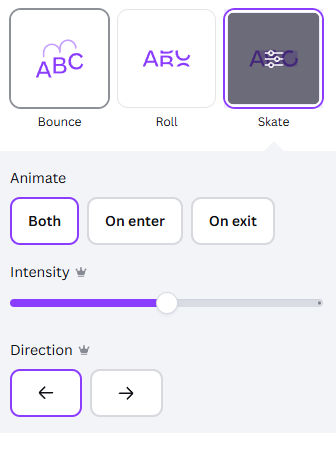 ABC
Bounce
Roll
Skate
Animate
Both
On enter
On exit
Intensity
Direction